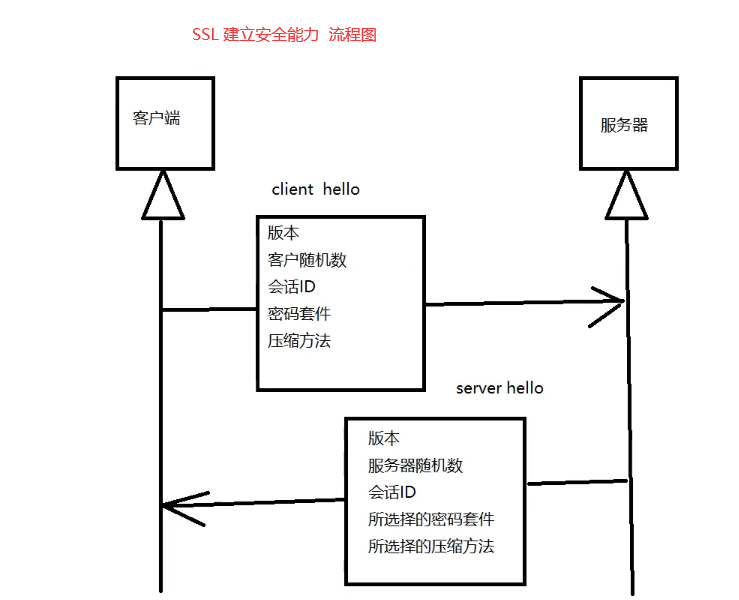 SSL 建立安全能力 流程图
客户端
服务器
client hello
版本
客户随机数
会话ID
密码套件
压缩方法
server hello
版本
服务器随机数
会话ID
所选择的密码套件
所选择的压缩方法